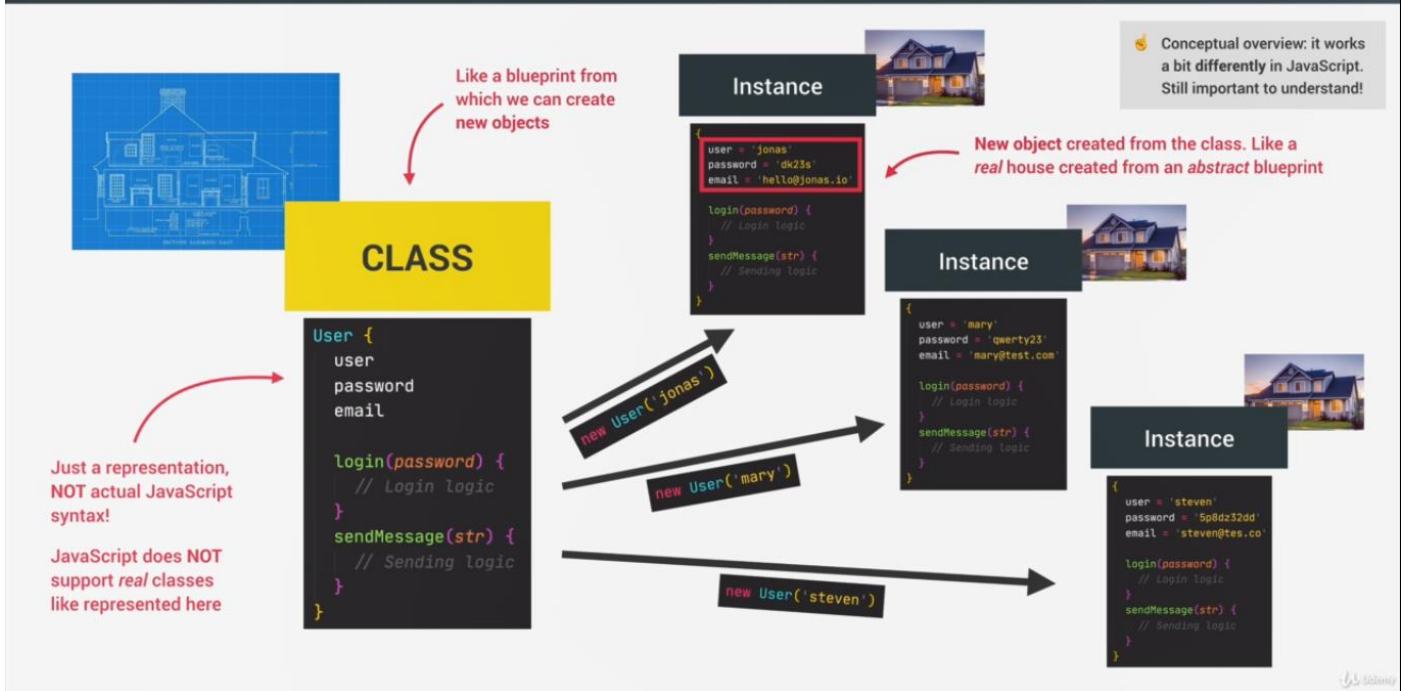 Like a blueprint from
which we can create
new objects
CLASS
User {
user
password
email
login(password) {
// Login logic
}
sendMessage(str) {
// Sending logic
}
}
Just a representation,
NOT actual JavaScript
syntax!
JavaScript does NOT
support real classes
like represented here
new User('jonas')
new User('mary')
new User('steven')
Instance
{
user = 'jonas'
password = 'dk23s'
email = 'hello@jonas.io'
login(password) {
// Login logic
}
sendMessage(str) {
// Sending logic
}
}
☝ Conceptual overview: it works
a bit differently in JavaScript.
Still important to understand!
New object created from the class. Like a
real house created from an abstract blueprint
Instance
{
user = 'mary'
password = 'qwerty23'
email = 'mary@test.com'
login(password) {
// Login logic
}
sendMessage(str) {
// Sending logic
}
}
Instance
{
user = 'steven'
password = '5p8dz32dd'
email = 'steven@tes.co'
login(password) {
// Login logic
}
sendMessage(str) {
// Sending logic
}
}
Udemy